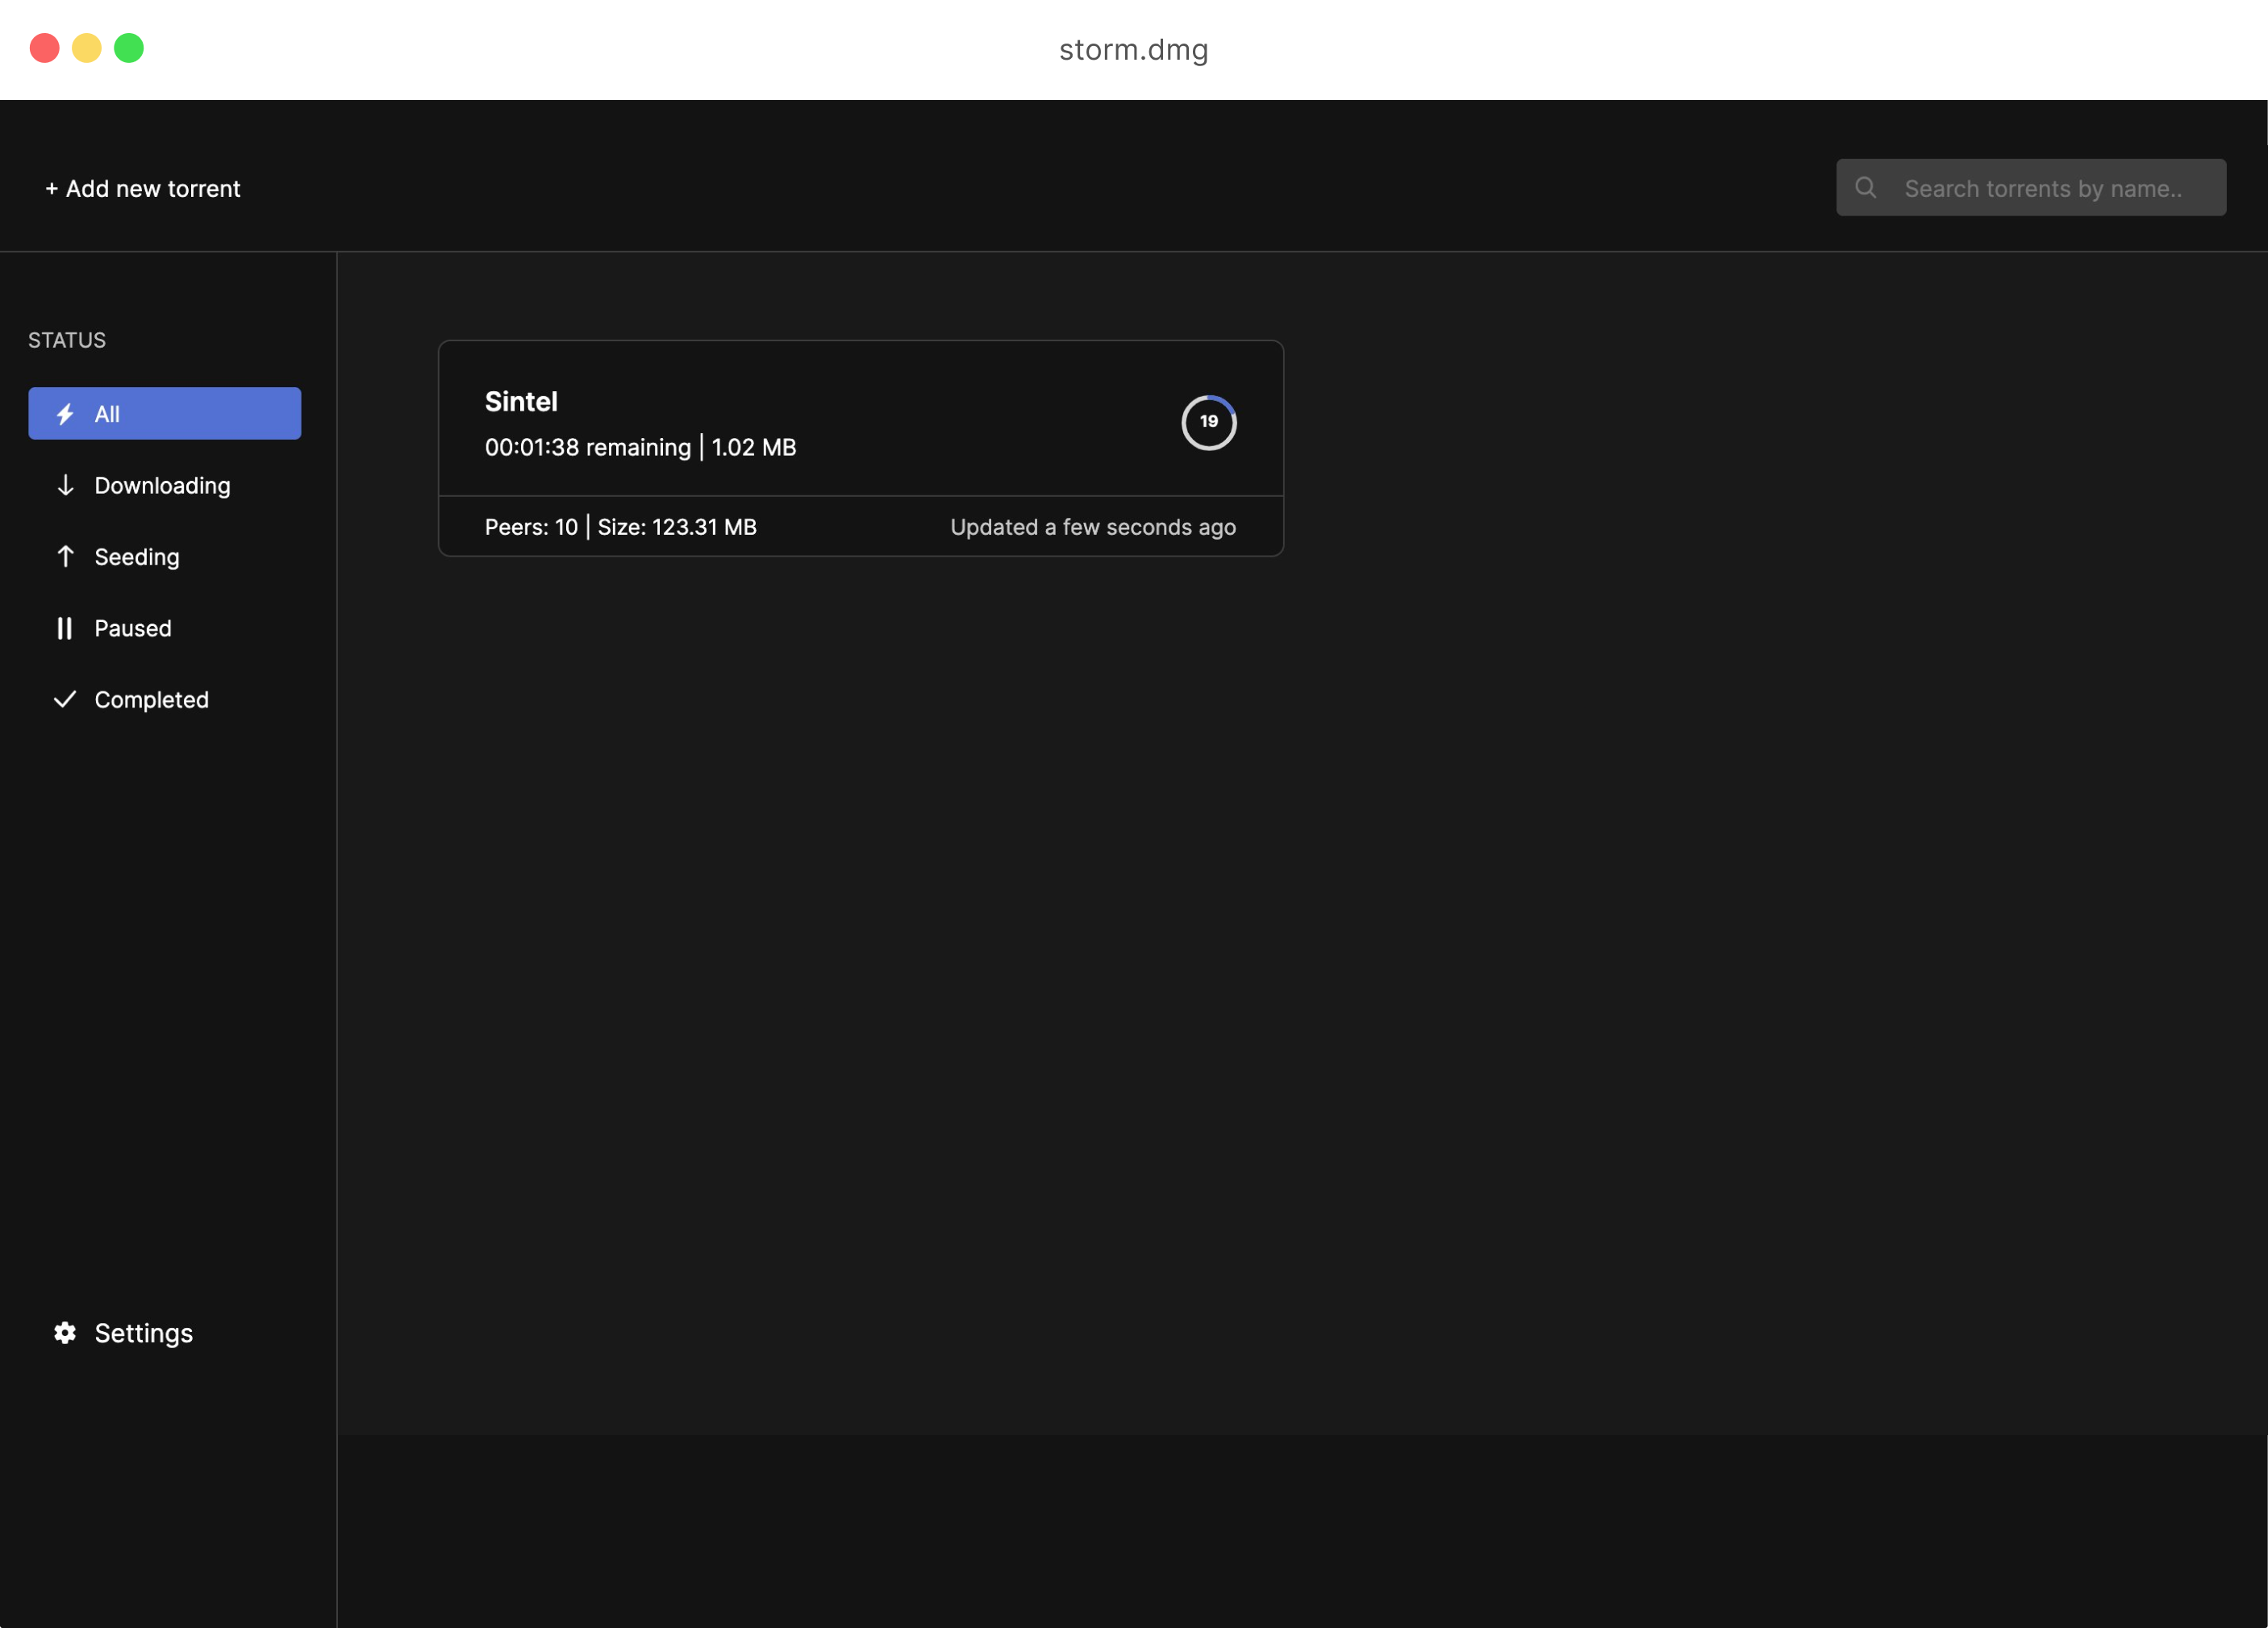 storm.dmg
+ Add new torrent
Search torrents by name..
STATUS
All
Downloading
Seeding
Paused
Completed
Settings
Sintel
19
00:01:38 remaining | 1.02 MB
Peers: 10 | Size: 123.31 MB
Updated a few seconds ago